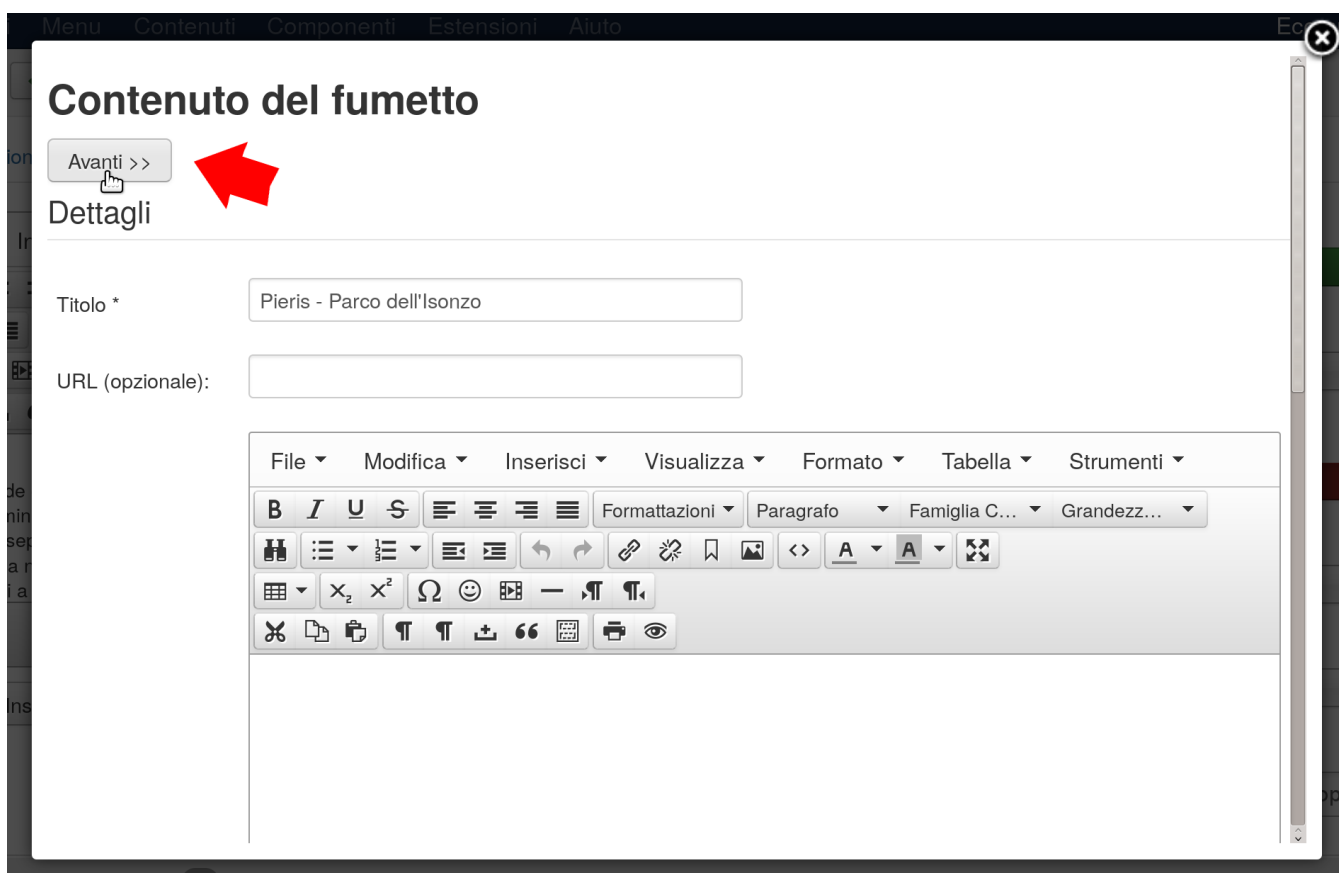 Menu Contenuti Componenti Estensioni Aiuto
Contenuto del fumetto
Avanti >>
Dettagli
Titolo *
Pieris - Parco dell'Isonzo
URL (opzionale):
File Modifica Inserisci Visualizza Formato Tabella Strumenti
B I U S Formattazioni Paragrafo Famiglia C... Grandezz...